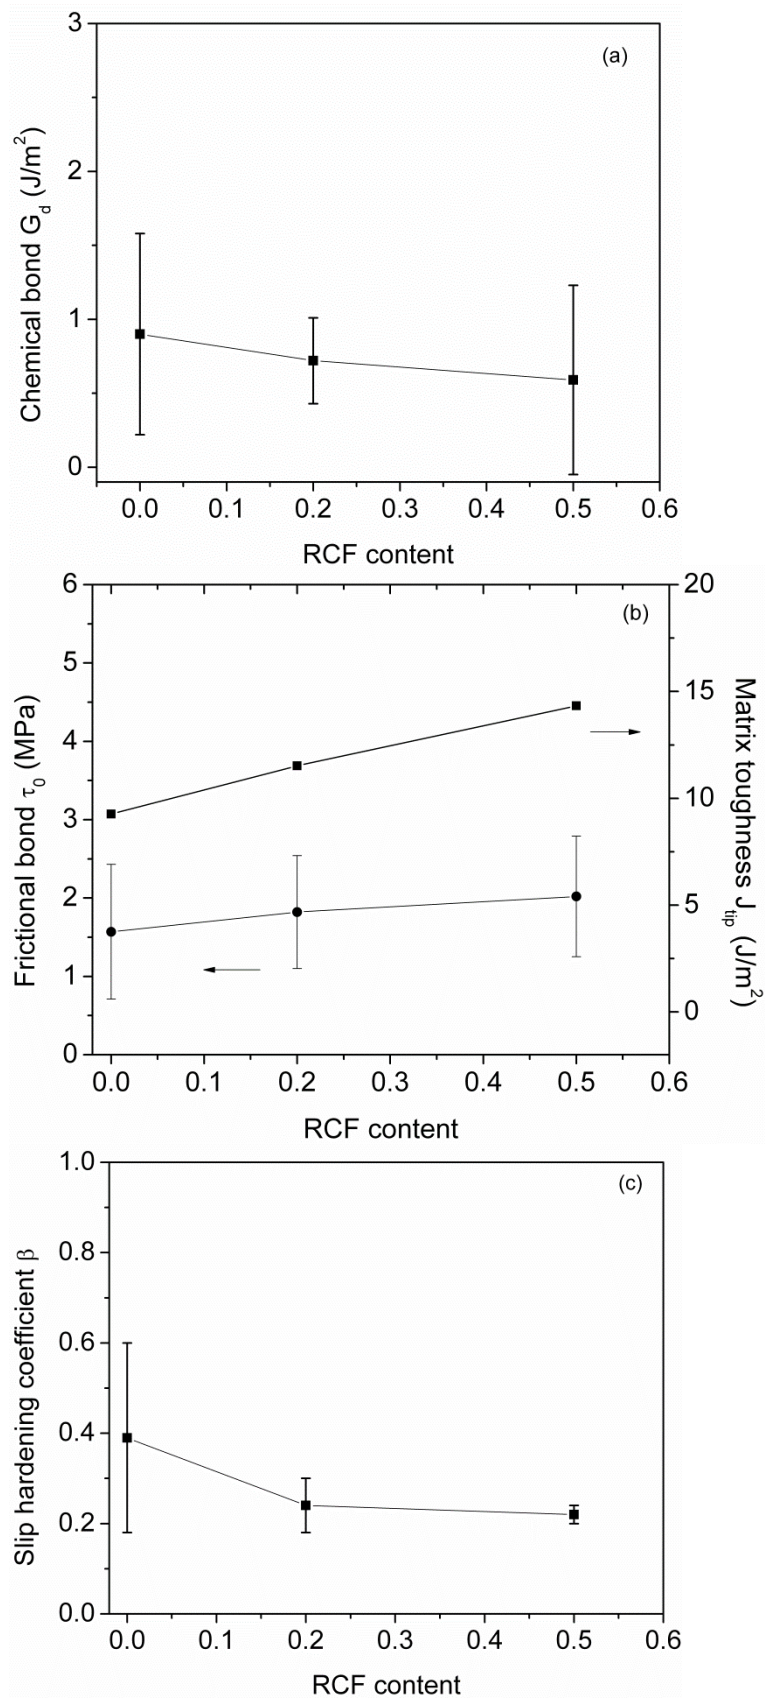 (a)
Chemical bond G_d (J/m²)
3
2
1
0
0.0 0.1 0.2 0.3 0.4 0.5 0.6
RCF content
(b)
Frictional bond τ₀ (MPa)
6
5
4
3
2
1
0
Matrix toughness J_tip (J/m²)
20
15
10
5
0
0.0 0.1 0.2 0.3 0.4 0.5 0.6
RCF content
(c)
Slip hardening coefficient β
1.0
0.8
0.6
0.4
0.2
0.0
0.0 0.1 0.2 0.3 0.4 0.5 0.6
RCF content